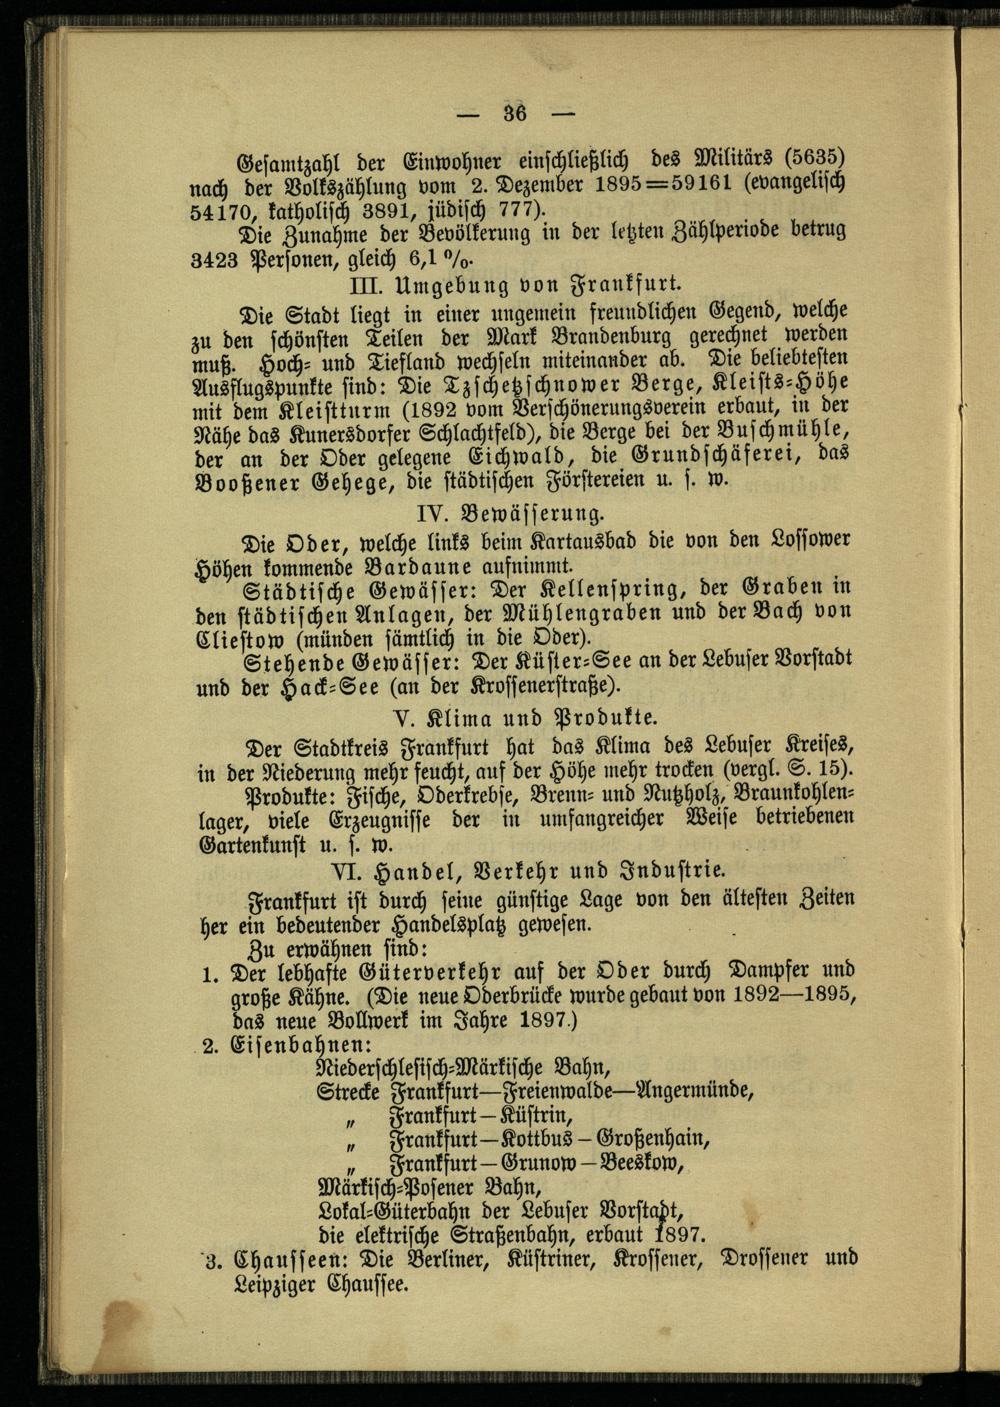 — 36 —
Gesamtzahl der Einwohner einschließlich des Militärs (5635)
nach der Volkszählung vom 2. Dezember 1895=59161 (evangelisch
54170, katholisch 3891, jüdisch 777).
Die Zunahme der Bevölkerung in der letzten Zählperiode betrug
3423 Personen, gleich 6,1 %.
III. Umgebung von Frankfurt.
Die Stadt liegt in einer ungemein freundlichen Gegend, welche
zu den schönsten Teilen der Mark Brandenburg gerechnet werden
muß. Hoch- und Tiefland wechseln miteinander ab. Die beliebtesten
Ausflugspunkte sind: Die Tzschetzschnower Berge, Kleists-Höhe
mit dem Kleistturm (1892 vom Verschönerungsverein erbaut, in der
Nähe das Kunersdorfer Schlachtfeld), die Berge bei der Buschmühle,
der an der Oder gelegene Eichwald, die Grundschäferei, das
Booßener Gehege, die städtischen Förstereien u. s. w.
IV. Bewässerung.
Die Oder, welche links beim Kartausbad die von den Lossower
Höhen kommende Bardaune aufnimmt.
Städtische Gewässer: Der Kellenspring, der Graben in
den städtischen Anlagen, der Mühlengraben und der Bach von
Cliestow (münden sämtlich in die Oder).
Stehende Gewässer: Der Küster-See an der Lebuser Vorstadt
und der Hack-See (an der Krossenerstraße).
V. Klima und Produkte.
Der Stadtkreis Frankfurt hat das Klima des Lebuser Kreises,
in der Niederung mehr feucht, auf der Höhe mehr trocken (vergl. S. 15).
Produkte: Fische, Oderkrebse, Brenn- und Nutzholz, Braunkohlen-
lager, viele Erzeugnisse der in umfangreicher Weise betriebenen
Gartenkunst u. s. w.
VI. Handel, Verkehr und Industrie.
Frankfurt ist durch seine günstige Lage von den ältesten Zeiten
her ein bedeutender Handelsplatz gewesen.
Zu erwähnen sind:
1. Der lebhafte Güterverkehr auf der Oder durch Dampfer und
große Kähne. (Die neue Oderbrücke wurde gebaut von 1892—1895,
das neue Bollwerk im Jahre 1897.)
2. Eisenbahnen:
Niederschlesisch-Märkische Bahn,
Strecke Frankfurt—Freienwalde—Angermünde,
„ Frankfurt—Küstrin,
„ Frankfurt—Kottbus—Großenhain,
„ Frankfurt—Grunow—Beeskow,
Märkisch-Posener Bahn,
Lokal-Güterbahn der Lebuser Vorstadt,
die elektrische Straßenbahn, erbaut 1897.
3. Chausseen: Die Berliner, Küstriner, Krossener, Drossener und
Leipziger Chaussee.